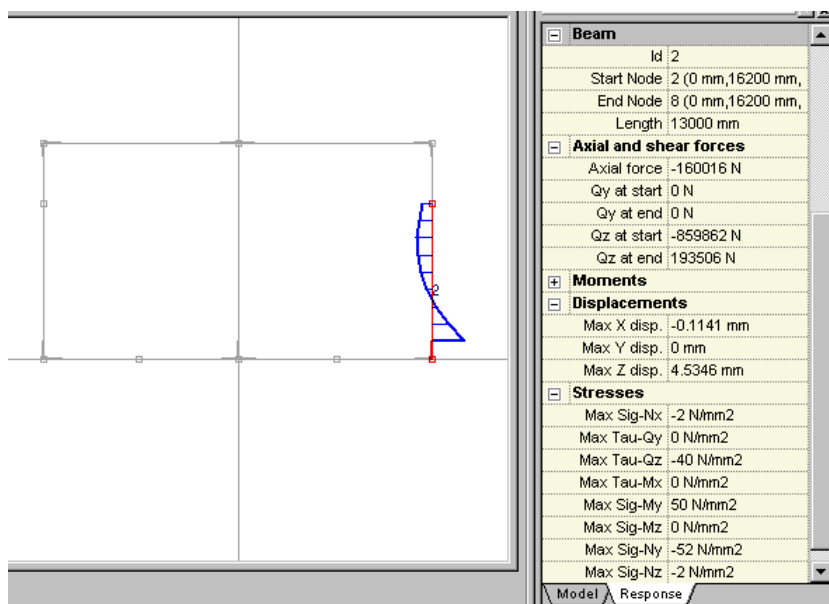 2
Beam
Id 2
Start Node 2 (0 mm,16200 mm,
End Node 8 (0 mm,16200 mm,
Length 13000 mm
Axial and shear forces
Axial force -160016 N
Qy at start 0 N
Qy at end 0 N
Qz at start -859862 N
Qz at end 193506 N
Moments
Displacements
Max X disp. -0.1141 mm
Max Y disp. 0 mm
Max Z disp. 4.5346 mm
Stresses
Max Sig-Nx -2 N/mm2
Max Tau-Qy 0 N/mm2
Max Tau-Qz -40 N/mm2
Max Tau-Mx 0 N/mm2
Max Sig-My 50 N/mm2
Max Sig-Mz 0 N/mm2
Max Sig-Ny -52 N/mm2
Max Sig-Nz -2 N/mm2
Model Response